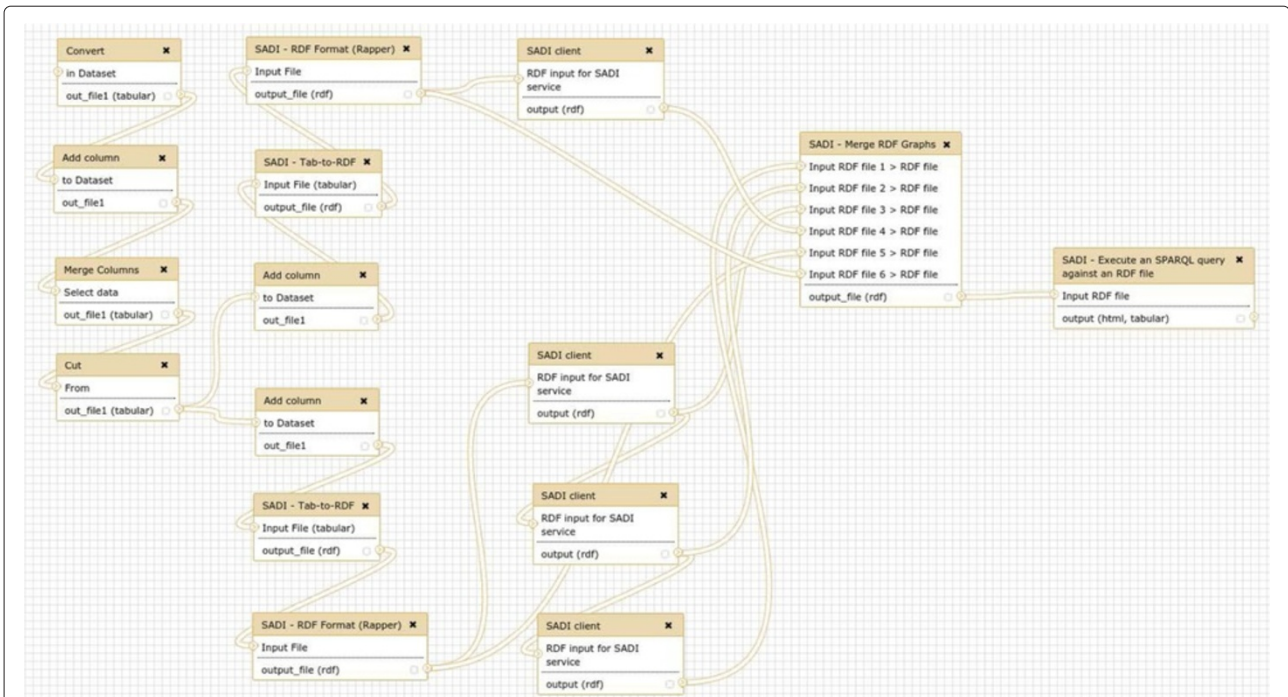 Convert ✖
in Dataset
out_file1 (tabular)
Add column ✖
to Dataset
out_file1
Merge Columns ✖
Select data
out_file1 (tabular)
Cut ✖
From
out_file1 (tabular)
SADI - RDF Format (Rapper) ✖
Input File
output_file (rdf)
SADI - Tab-to-RDF ✖
Input File (tabular)
output_file (rdf)
Add column ✖
to Dataset
out_file1
Add column ✖
to Dataset
out_file1
SADI - Tab-to-RDF ✖
Input File (tabular)
output_file (rdf)
SADI - RDF Format (Rapper) ✖
Input File
output_file (rdf)
SADI client ✖
RDF input for SADI
service
output (rdf)
SADI client ✖
RDF input for SADI
service
output (rdf)
SADI client ✖
RDF input for SADI
service
output (rdf)
SADI client ✖
RDF input for SADI
service
output (rdf)
SADI - Merge RDF Graphs ✖
Input RDF file 1 > RDF file
Input RDF file 2 > RDF file
Input RDF file 3 > RDF file
Input RDF file 4 > RDF file
Input RDF file 5 > RDF file
Input RDF file 6 > RDF file
output_file (rdf)
SADI - Execute an SPARQL query ✖
against an RDF file
Input RDF file
output (html, tabular)